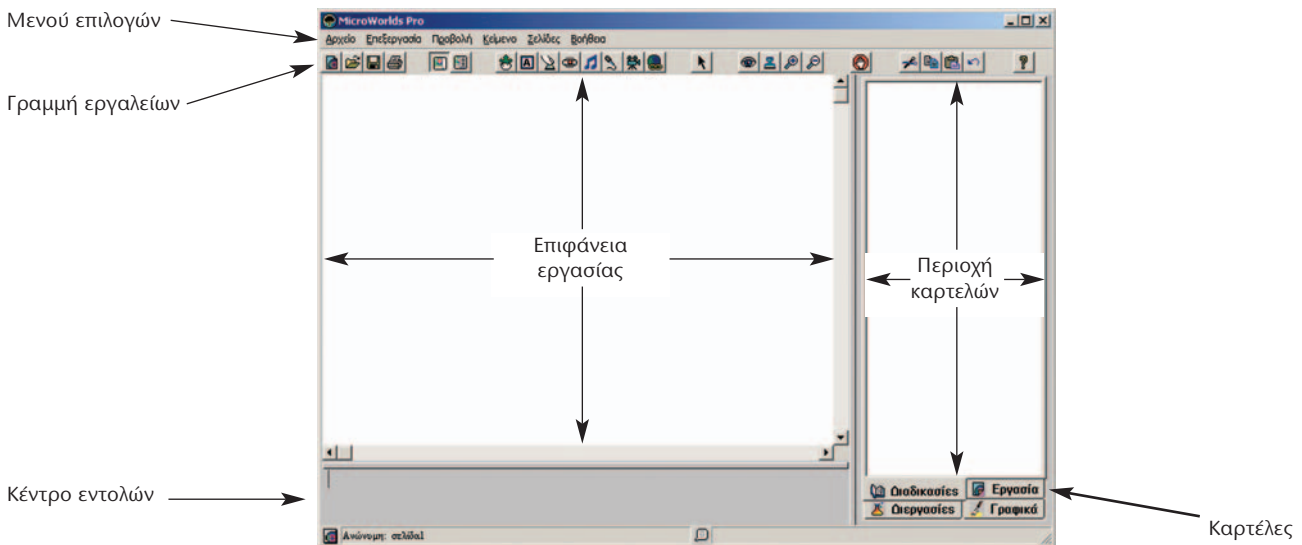 Μενού επιλογών
MicroWorlds Pro
Αρχείο Επεξεργασία Προβολή Κείμενο Σελίδες Βοήθεια
Γραμμή εργαλείων
Επιφάνεια
εργασίας
Περιοχή
καρτελών
Κέντρο εντολών
Διαδικασίες Εργασία
Διεργασίες Γραφικά
Καρτέλες
Ανώνυμη: σελίδα1